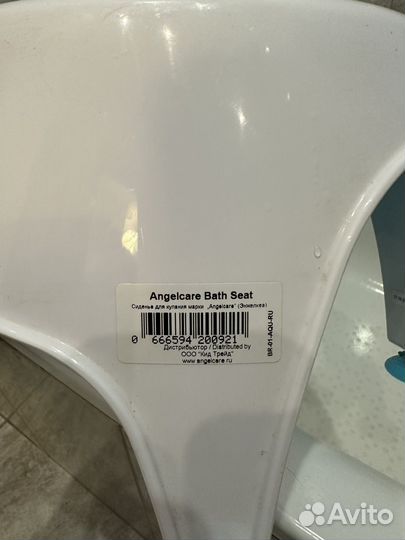 Angelcare Bath Seat
Сиденье для купания марки „Angelcare" (Энжелкеа)
0 666594 200921
Дистрибьютор / Distributed by
ООО "Кид Трейд"
www.angelcare.ru
BR-01-AQU-RU
Avito